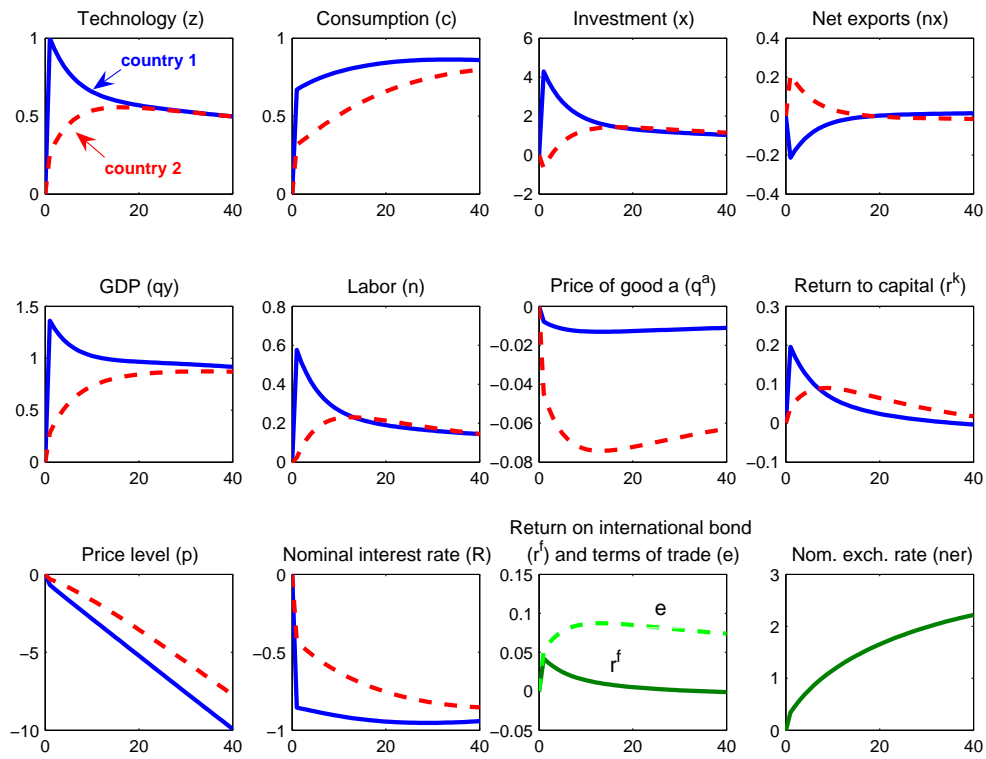 Technology (z)
1
0.5
0
0 20 40
country 1
country 2
Consumption (c)
1
0.5
0
0 20 40
Investment (x)
6
4
2
0
−2
0 20 40
Net exports (nx)
0.4
0.2
0
−0.2
−0.4
0 20 40
GDP (qy)
1.5
1
0.5
0
0 20 40
Labor (n)
0.8
0.6
0.4
0.2
0
0 20 40
Price of good a (qᵃ)
0
−0.02
−0.04
−0.06
−0.08
0 20 40
Return to capital (rᵏ)
0.3
0.2
0.1
0
−0.1
0 20 40
Price level (p)
0
−5
−10
0 20 40
Nominal interest rate (R)
0
−0.5
−1
0 20 40
Return on international bond
(rᶠ) and terms of trade (e)
0.15
0.1
0.05
0
−0.05
0 20 40
e
rᶠ
Nom. exch. rate (ner)
3
2
1
0
0 20 40